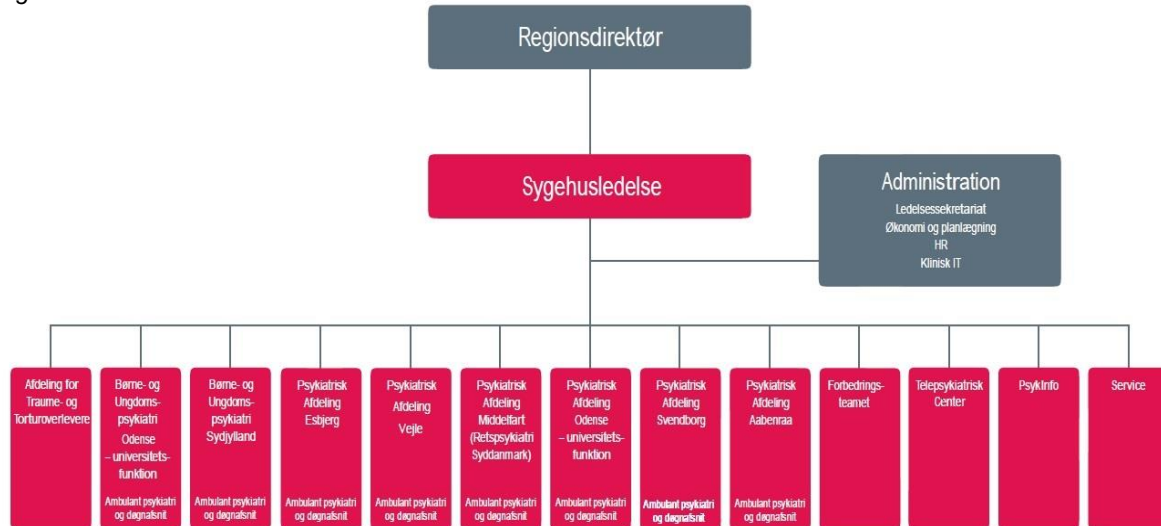 Regionsdirektør
Sygehusledelse
Administration
Ledelsessekretariat
Økonomi og planlægning
HR
Klinisk IT
Afdeling for
Traume- og
Torturoverlevere
Børne- og
Ungdoms-
psykiatri
Odense
– universitets-
funktion
Ambulant psykiatri
og døgnafsnit
Børne- og
Ungdoms-
psykiatri
Sydjylland
Ambulant psykiatri
og døgnafsnit
Psykiatrisk
Afdeling
Esbjerg
Ambulant psykiatri
og døgnafsnit
Psykiatrisk
Afdeling
Vejle
Ambulant psykiatri
og døgnafsnit
Psykiatrisk
Afdeling
Middelfart
(Retspsykiatri
Syddanmark)
Ambulant psykiatri
og døgnafsnit
Psykiatrisk
Afdeling
Odense
– universitets-
funktion
Ambulant psykiatri
og døgnafsnit
Psykiatrisk
Afdeling
Svendborg
Ambulant psykiatri
og døgnafsnit
Psykiatrisk
Afdeling
Aabenraa
Ambulant psykiatri
og døgnafsnit
Forbedrings-
teamet
Telepsykiatrisk
Center
PsykInfo
Service